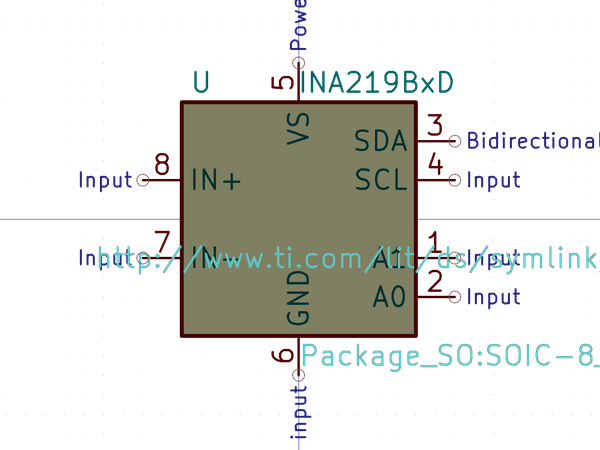 Powe
5
U
INA219BxD
VS
3
SDA
Bidirectional
8
4
Input
IN+
SCL
Input
7
1
Input
IN-
http://www.ti.com/lit/ds/symlink
A1
Input
2
GND
A0
Input
6
Package_SO:SOIC-8_
input